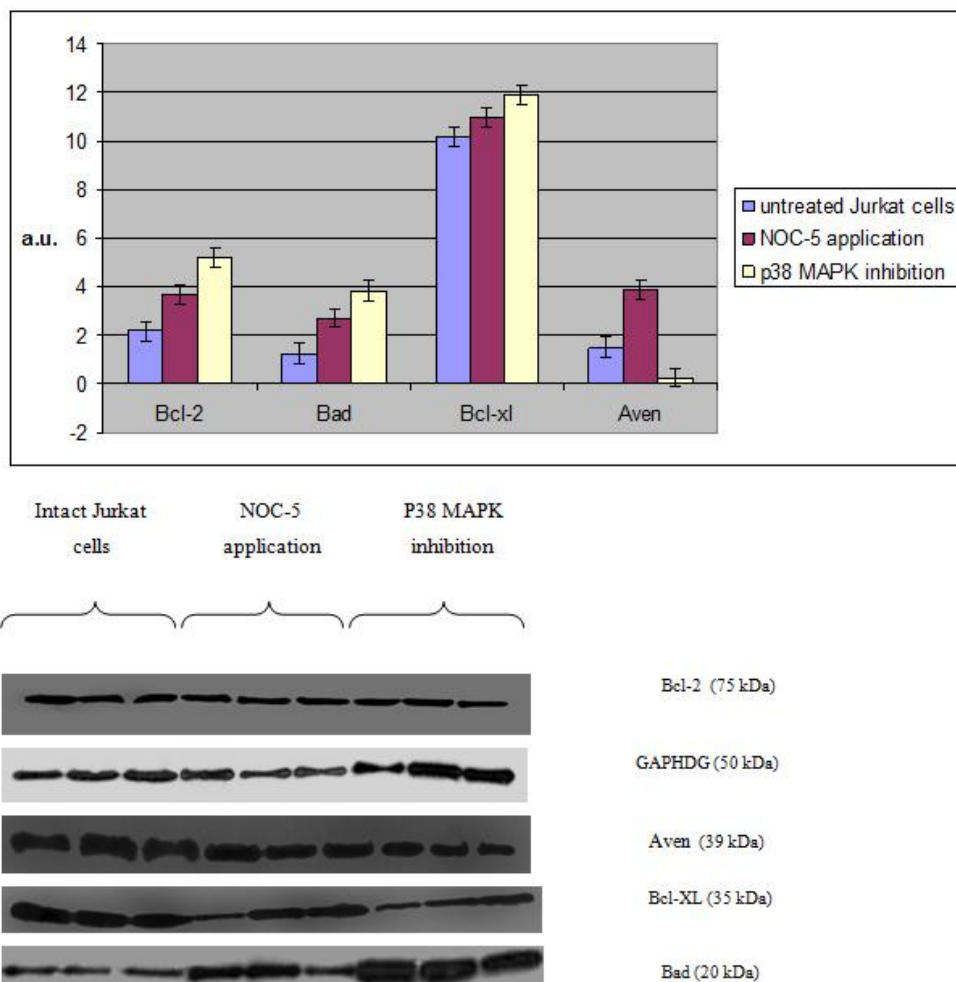 14
12
10
8
6
4
2
0
-2
a.u.
Bcl-2 Bad Bcl-xl Aven
untreated Jurkat cells
NOC-5 application
p38 MAPK inhibition
Intact Jurkat
cells
NOC-5
application
P38 MAPK
inhibition
Bcl-2 (75 kDa)
GAPHDG (50 kDa)
Aven (39 kDa)
Bcl-XL (35 kDa)
Bad (20 kDa)